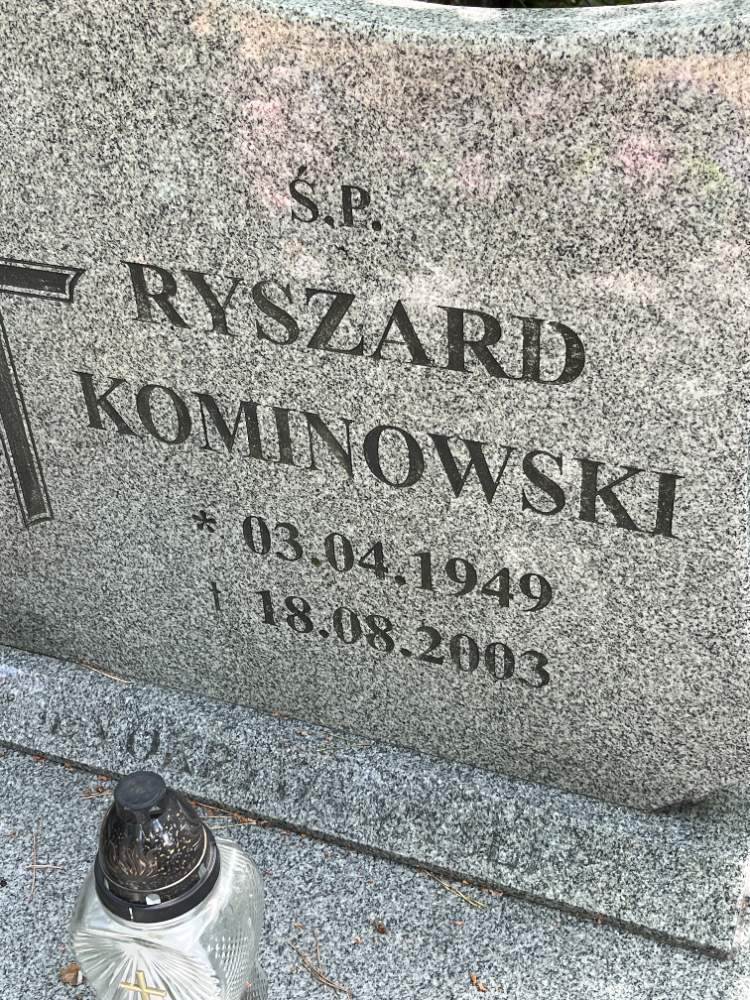 Ś.P.
RYSZARD
KOMINOWSKI
* 03.04.1949
† 18.08.2003